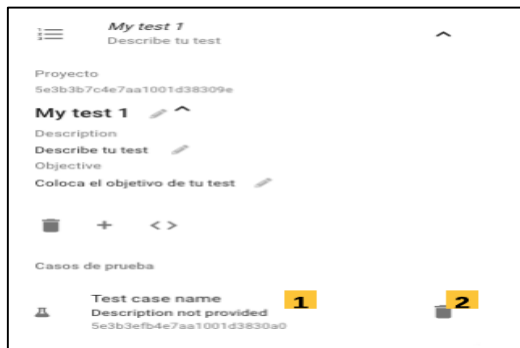 My test 1
Describe tu test
Proyecto
5e3b3b7c4e7aa1001d38309e
My test 1
Description
Describe tu test
Objective
Coloca el objetivo de tu test
< >
Casos de prueba
Test case name 1 2
Description not provided
5e3b3efb4e7aa1001d3830a0